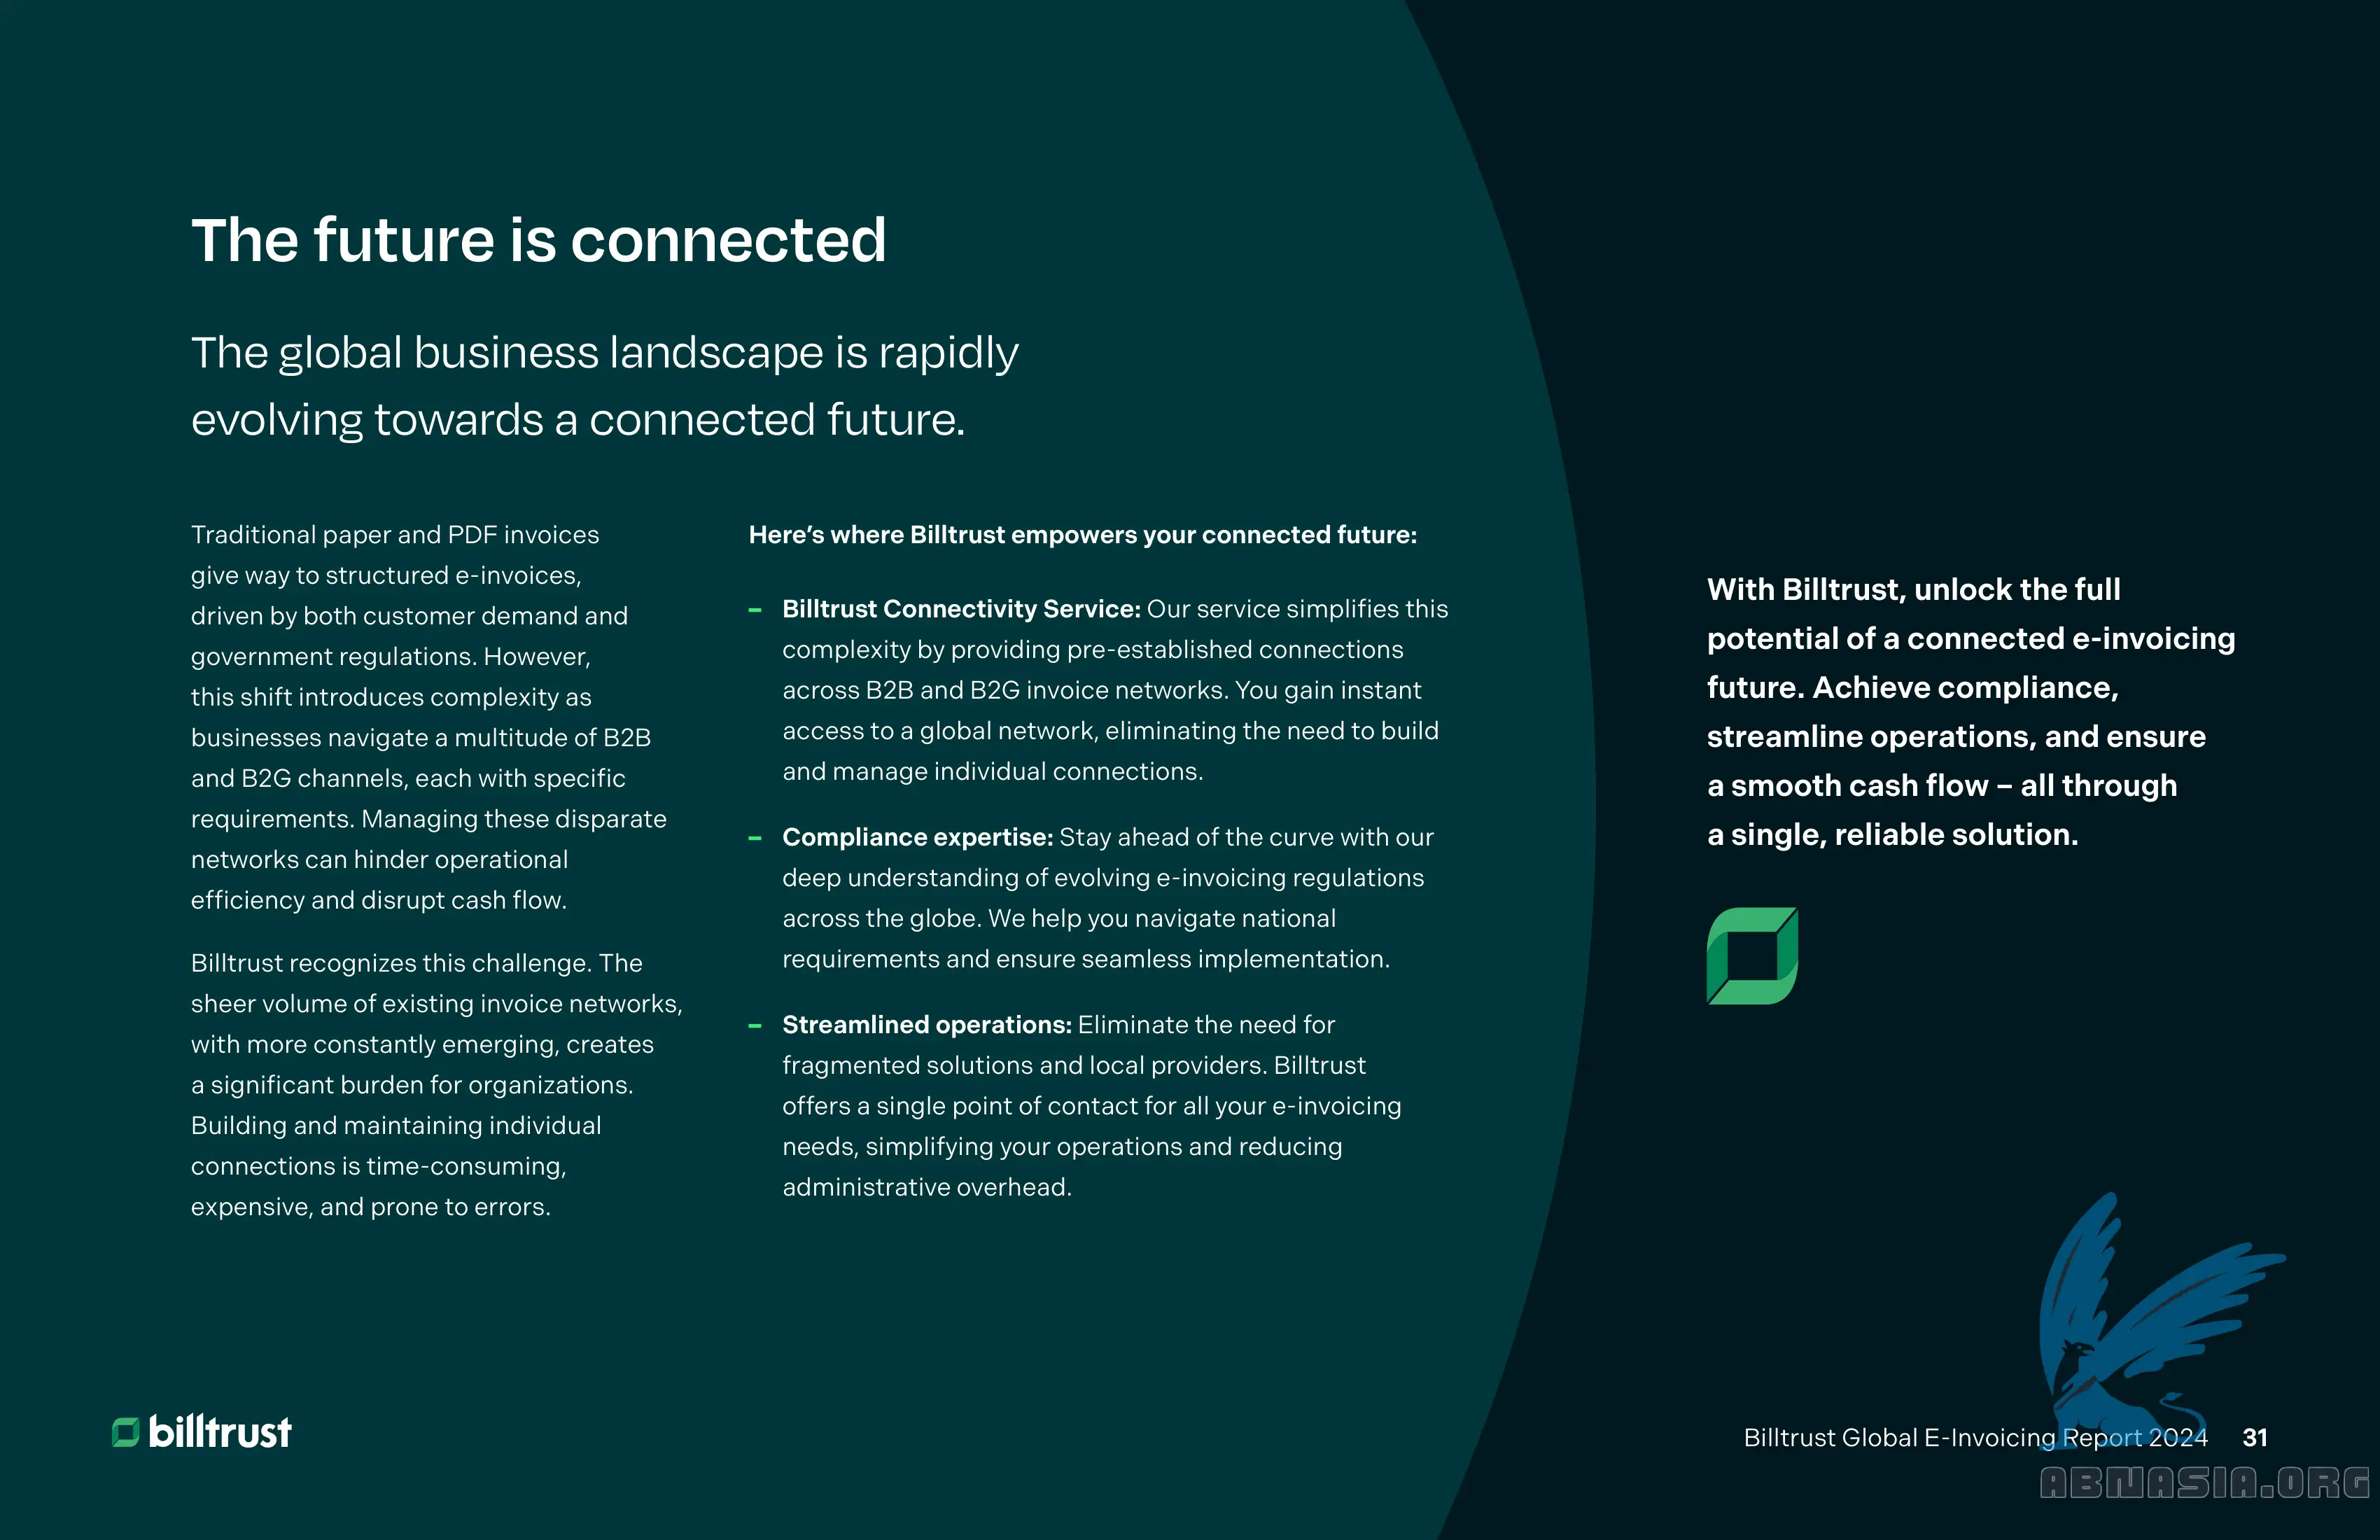 The future is connected
The global business landscape is rapidly
evolving towards a connected future.
Traditional paper and PDF invoices
give way to structured e-invoices,
driven by both customer demand and
government regulations. However,
this shift introduces complexity as
businesses navigate a multitude of B2B
and B2G channels, each with specific
requirements. Managing these disparate
networks can hinder operational
efficiency and disrupt cash flow.
Billtrust recognizes this challenge. The
sheer volume of existing invoice networks,
with more constantly emerging, creates
a significant burden for organizations.
Building and maintaining individual
connections is time-consuming,
expensive, and prone to errors.
Here’s where Billtrust empowers your connected future:
– Billtrust Connectivity Service: Our service simplifies this
complexity by providing pre-established connections
across B2B and B2G invoice networks. You gain instant
access to a global network, eliminating the need to build
and manage individual connections.
– Compliance expertise: Stay ahead of the curve with our
deep understanding of evolving e-invoicing regulations
across the globe. We help you navigate national
requirements and ensure seamless implementation.
– Streamlined operations: Eliminate the need for
fragmented solutions and local providers. Billtrust
offers a single point of contact for all your e-invoicing
needs, simplifying your operations and reducing
administrative overhead.
With Billtrust, unlock the full
potential of a connected e-invoicing
future. Achieve compliance,
streamline operations, and ensure
a smooth cash flow – all through
a single, reliable solution.
billtrust
Billtrust Global E-Invoicing Report 2024 31
ABNASIA.ORG